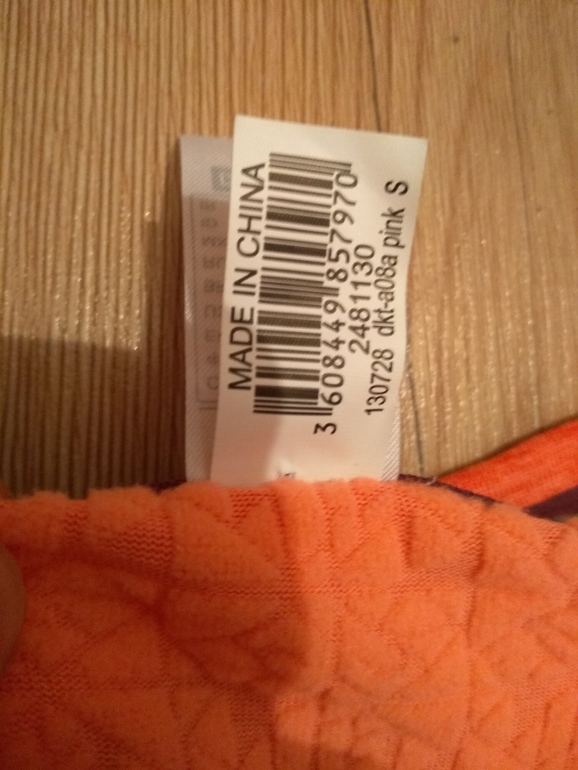 MADE IN CHINA
3 608449 857970
2481130
130728 dkt-a08a pink S